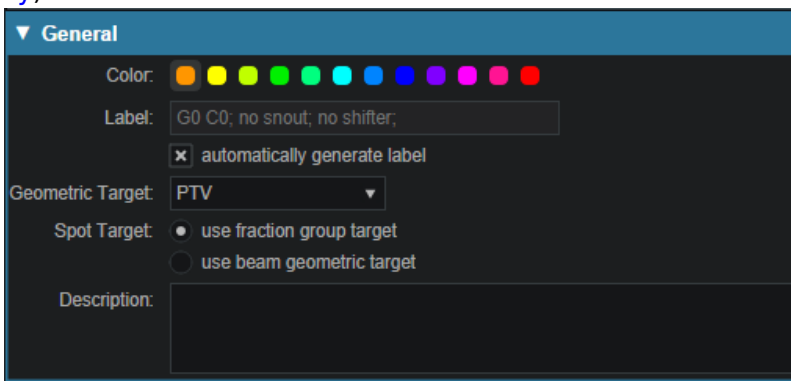 y,
General
Color:
Label: G0 C0; no snout; no shifter;
automatically generate label
Geometric Target: PTV
Spot Target: use fraction group target
use beam geometric target
Description: